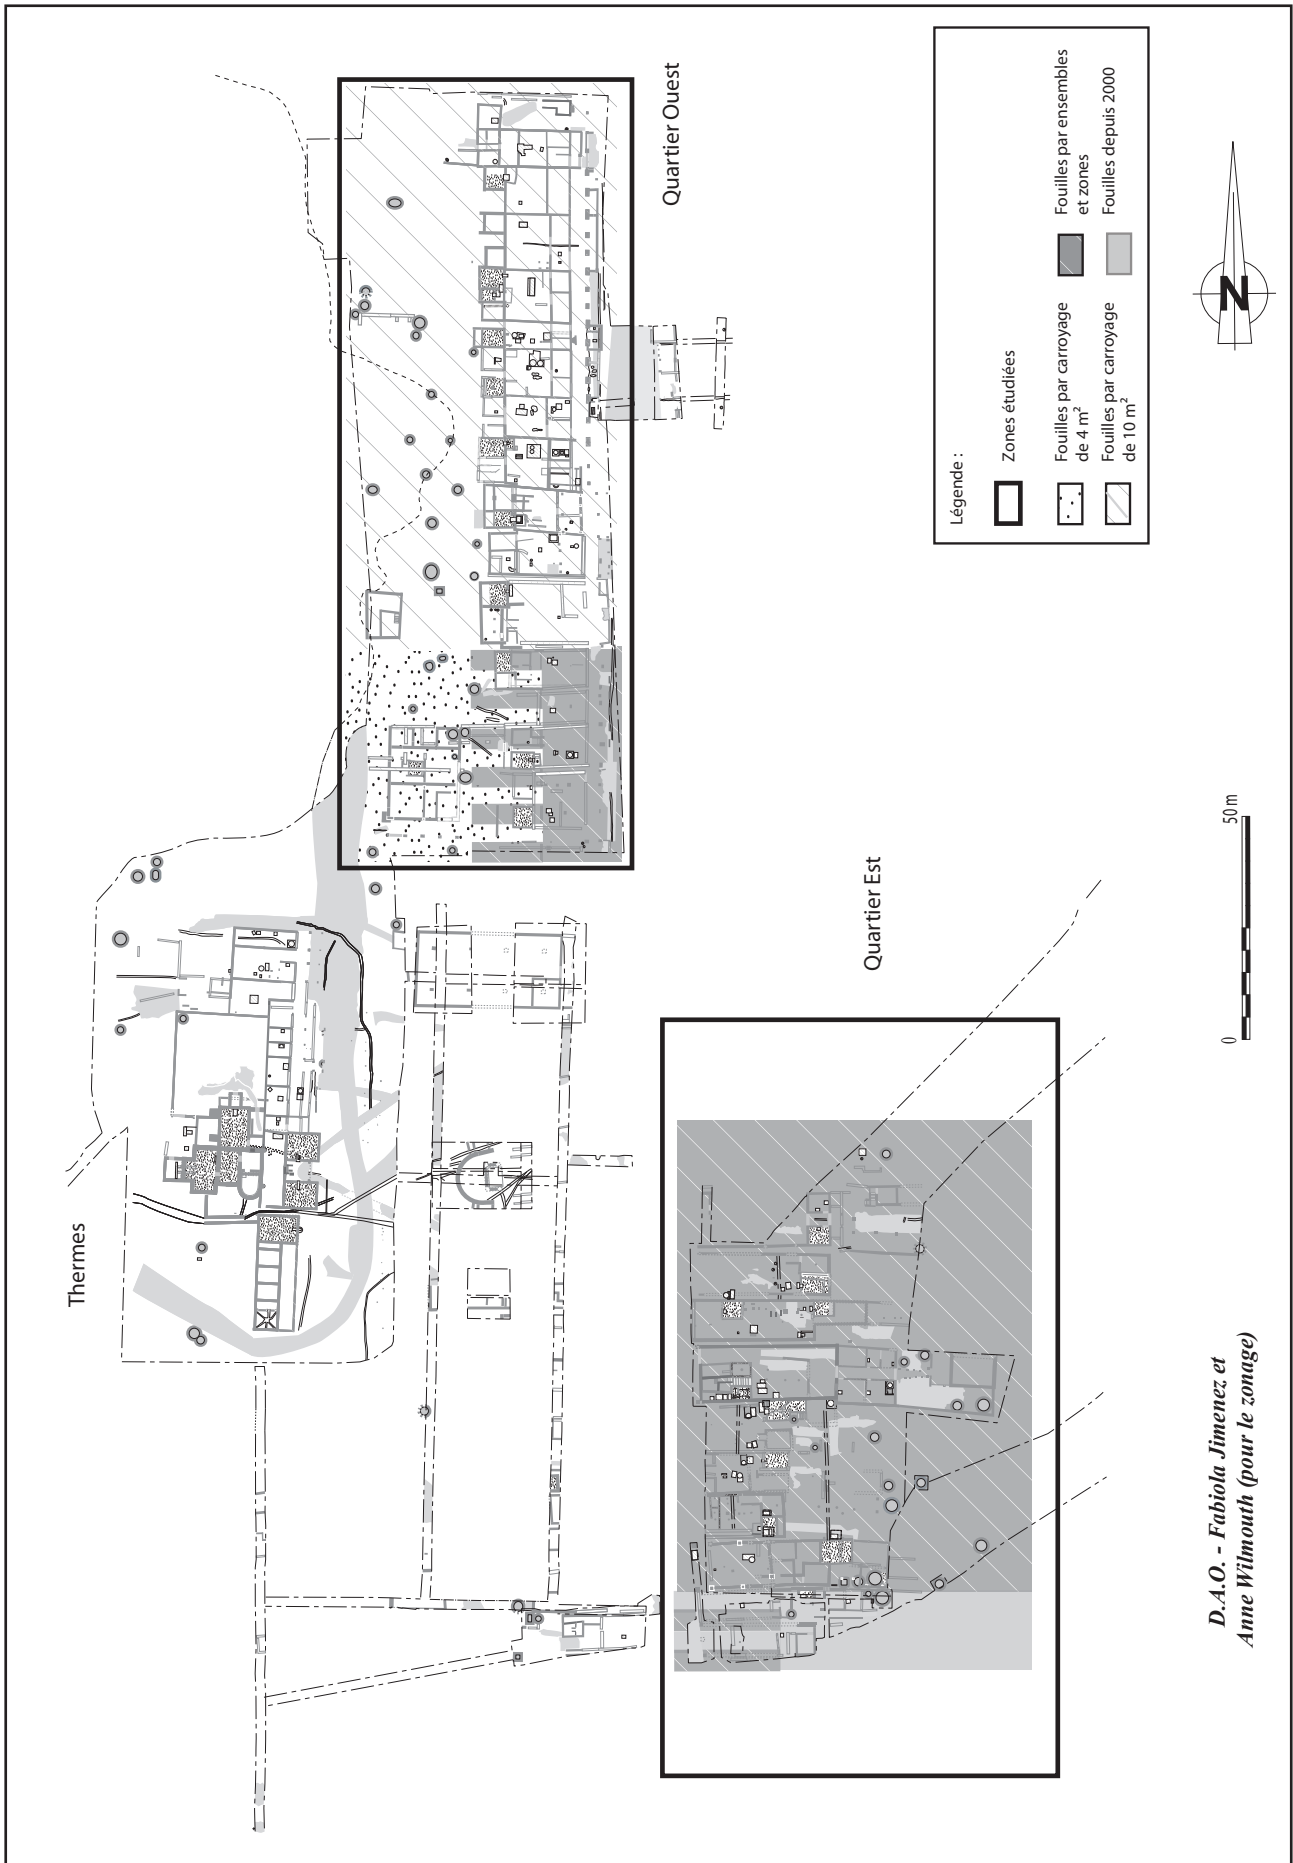 Thermes
Quartier Ouest
Quartier Est
Légende :
Zones étudiées
Fouilles par carroyage
de 4 m²
Fouilles par carroyage
de 10 m²
Fouilles par ensembles
et zones
Fouilles depuis 2000
N
0
50 m
D.A.O. - Fabiola Jimenez et
Anne Wilmouth (pour le zonage)